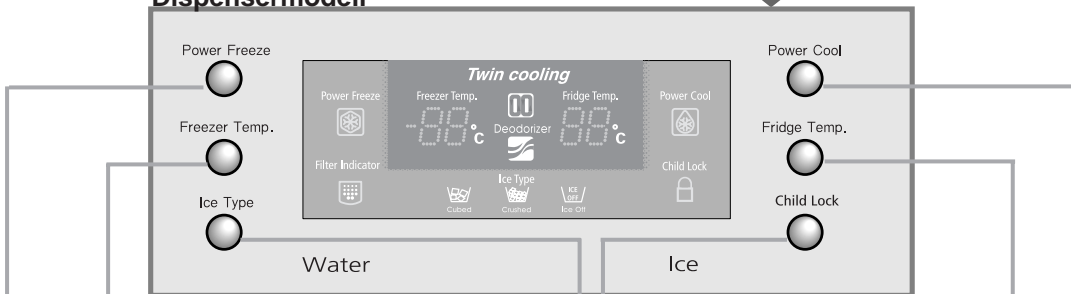 Dispensermodell
Power Freeze
Freezer Temp.
Ice Type
Twin cooling
Power Freeze
Freezer Temp.
Fridge Temp.
Power Cool
-88°c
Deodorizer
88°c
Filter Indicator
Child Lock
Ice Type
Cubed
Crushed
ICE
OFF
Ice Off
Power Cool
Fridge Temp.
Child Lock
Water
Ice